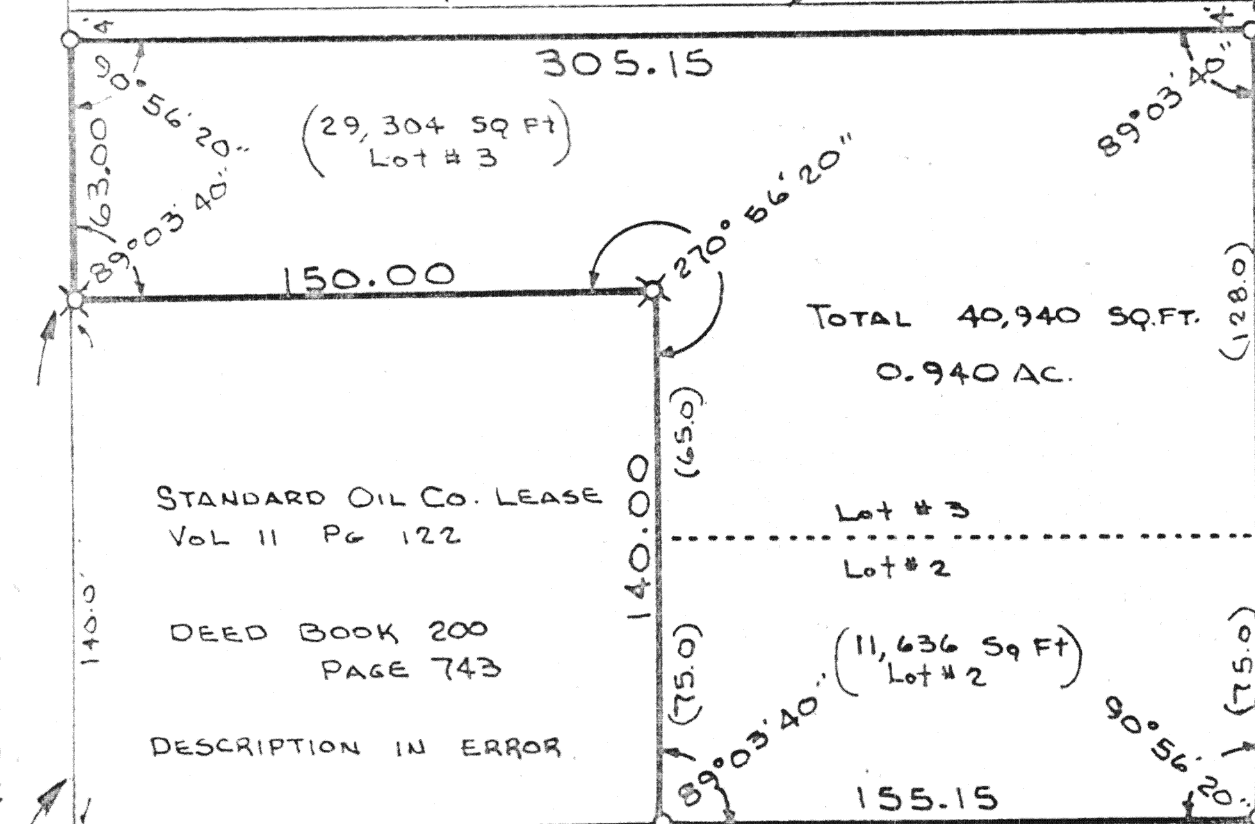 '4
'4
305.15
90°56'20"
89°03'40"
(29,304 SQ Ft)
Lot # 3
63.00
89°03'40"
270°56'20"
150.00
(128.0)
TOTAL 40,940 SQ.FT.
0.940 AC.
(65.0)
140.00
STANDARD OIL CO. LEASE
VOL 11 PG 122
Lot # 3
Lot # 2
140.0'
DEED BOOK 200
PAGE 743
(75.0)
(11,636 Sq Ft)
Lot # 2
(75.0)
DESCRIPTION IN ERROR
89°03'40"
90°56'20"
155.15